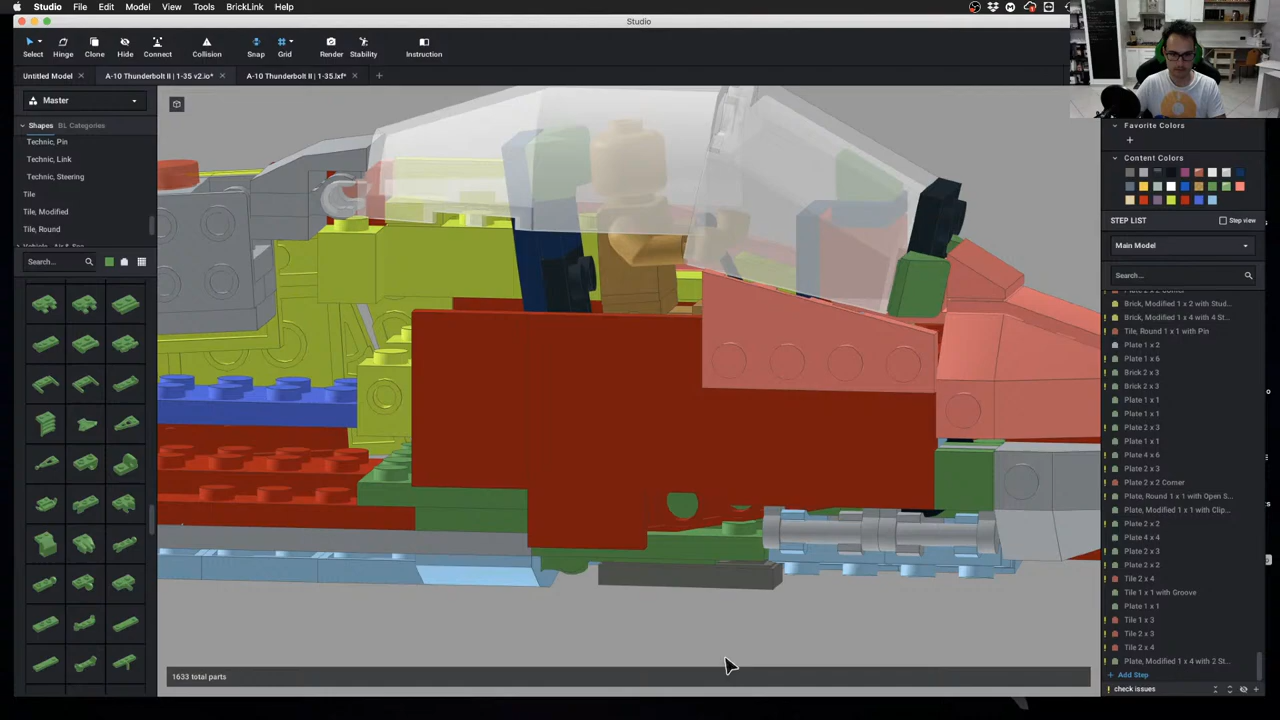 Studio File Edit Model View Tools BrickLink Help
Studio
Select Hinge Clone Hide Connect Collision Snap Grid Render Stability Instruction
Untitled Model A-10 Thunderbolt II | 1-35 v2.io* A-10 Thunderbolt II | 1-35.lxf*
Master
Shapes BL Categories
Technic, Pin
Technic, Link
Technic, Steering
Tile
Tile, Modified
Tile, Round
Search...
1633 total parts
Favorite Colors
Content Colors
STEP LIST Step view
Main Model
Search...
Brick, Modified 1 x 2 with Stud...
Brick, Modified 1 x 4 with 4 St...
Tile, Round 1 x 1 with Pin
Plate 1 x 2
Plate 1 x 6
Brick 2 x 3
Brick 2 x 3
Plate 1 x 1
Plate 1 x 1
Plate 2 x 3
Plate 1 x 1
Plate 4 x 6
Plate 2 x 3
Plate 2 x 2 Corner
Plate, Round 1 x 1 with Open S...
Plate, Modified 1 x 1 with Clip...
Plate 2 x 2
Plate 4 x 4
Plate 2 x 3
Plate 2 x 2
Tile 2 x 4
Tile 1 x 1 with Groove
Plate 1 x 1
Tile 1 x 3
Tile 2 x 3
Tile 2 x 4
Plate, Modified 1 x 4 with 2 St...
Add Step
check issues